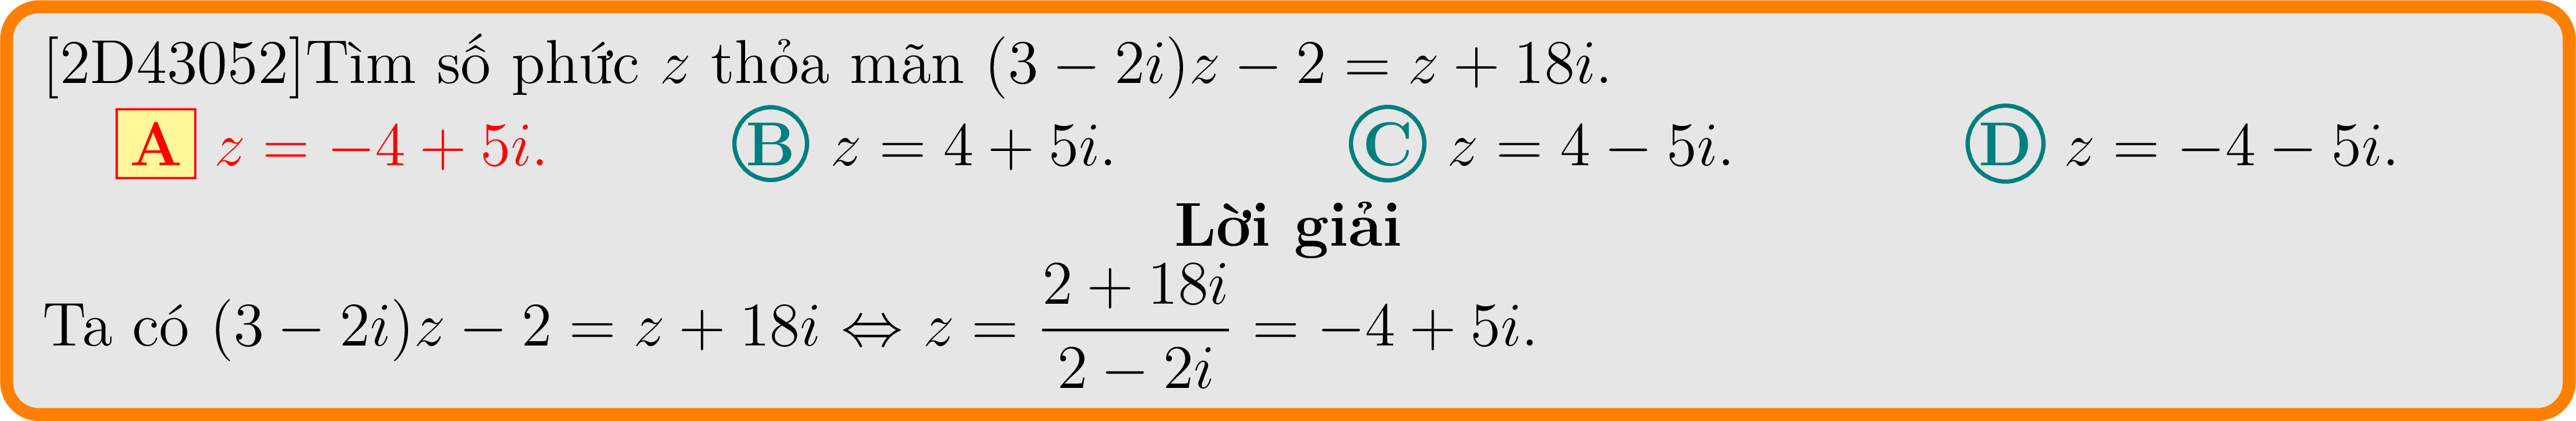 [2D43052]Tìm số phức z thỏa mãn (3 − 2i)z − 2 = z + 18i.
A z = −4 + 5i. B z = 4 + 5i. C z = 4 − 5i. D z = −4 − 5i.
Lời giải
Ta có (3 − 2i)z − 2 = z + 18i ⇔ z = \frac{2 + 18i}{2 − 2i} = −4 + 5i.